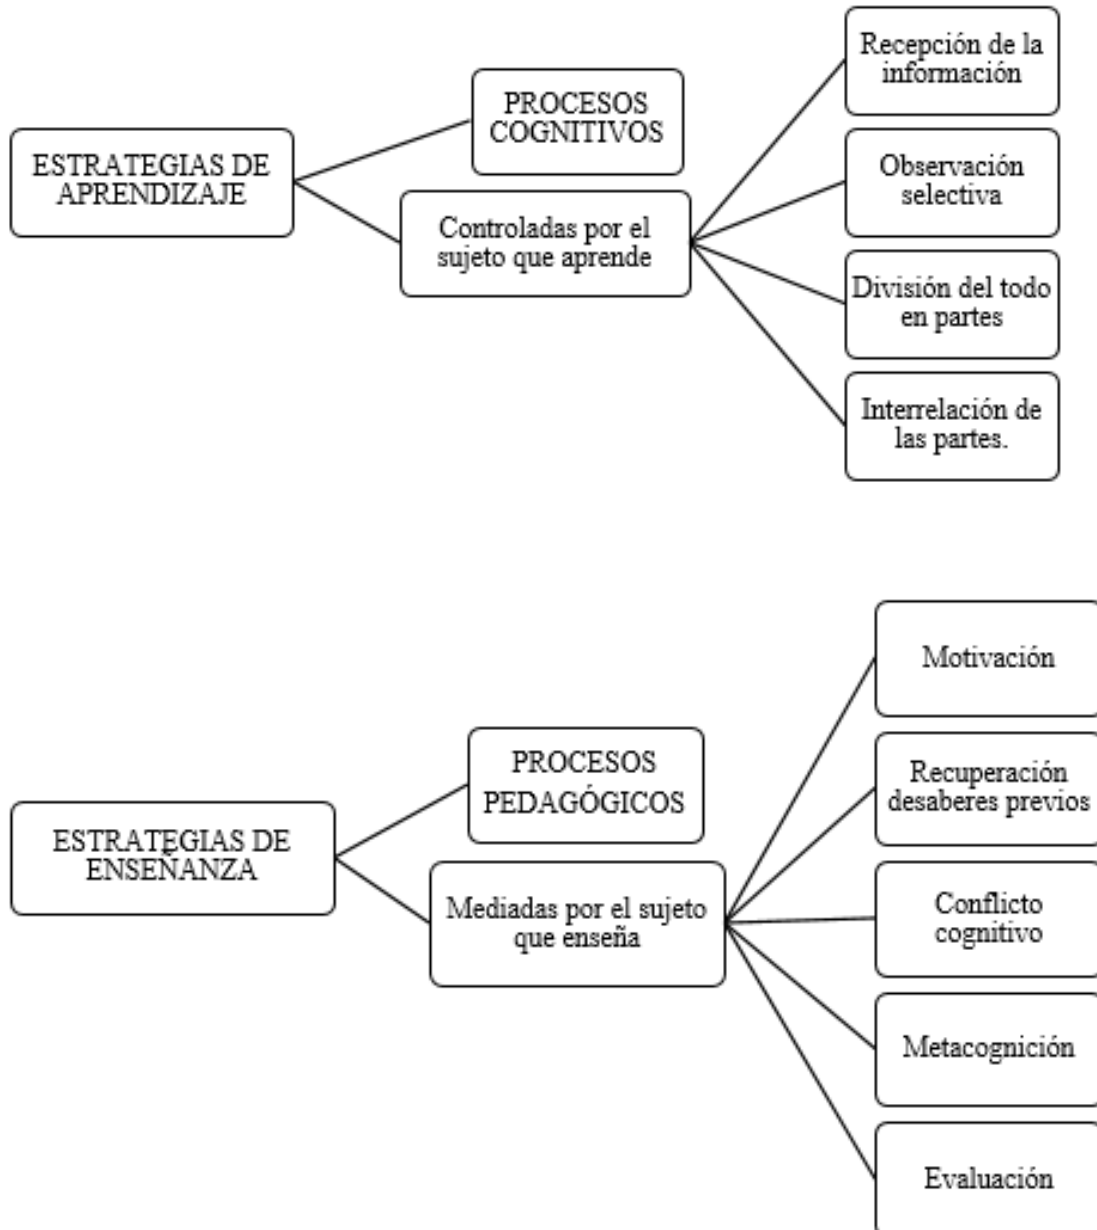 ESTRATEGIAS DE
APRENDIZAJE
PROCESOS
COGNITIVOS
Controladas por el
sujeto que aprende
Recepción de la
información
Observación
selectiva
División del todo
en partes
Interrelación de
las partes.
ESTRATEGIAS DE
ENSEÑANZA
PROCESOS
PEDAGÓGICOS
Mediadas por el sujeto
que enseña
Motivación
Recuperación
desaberes previos
Conflicto
cognitivo
Metacognición
Evaluación